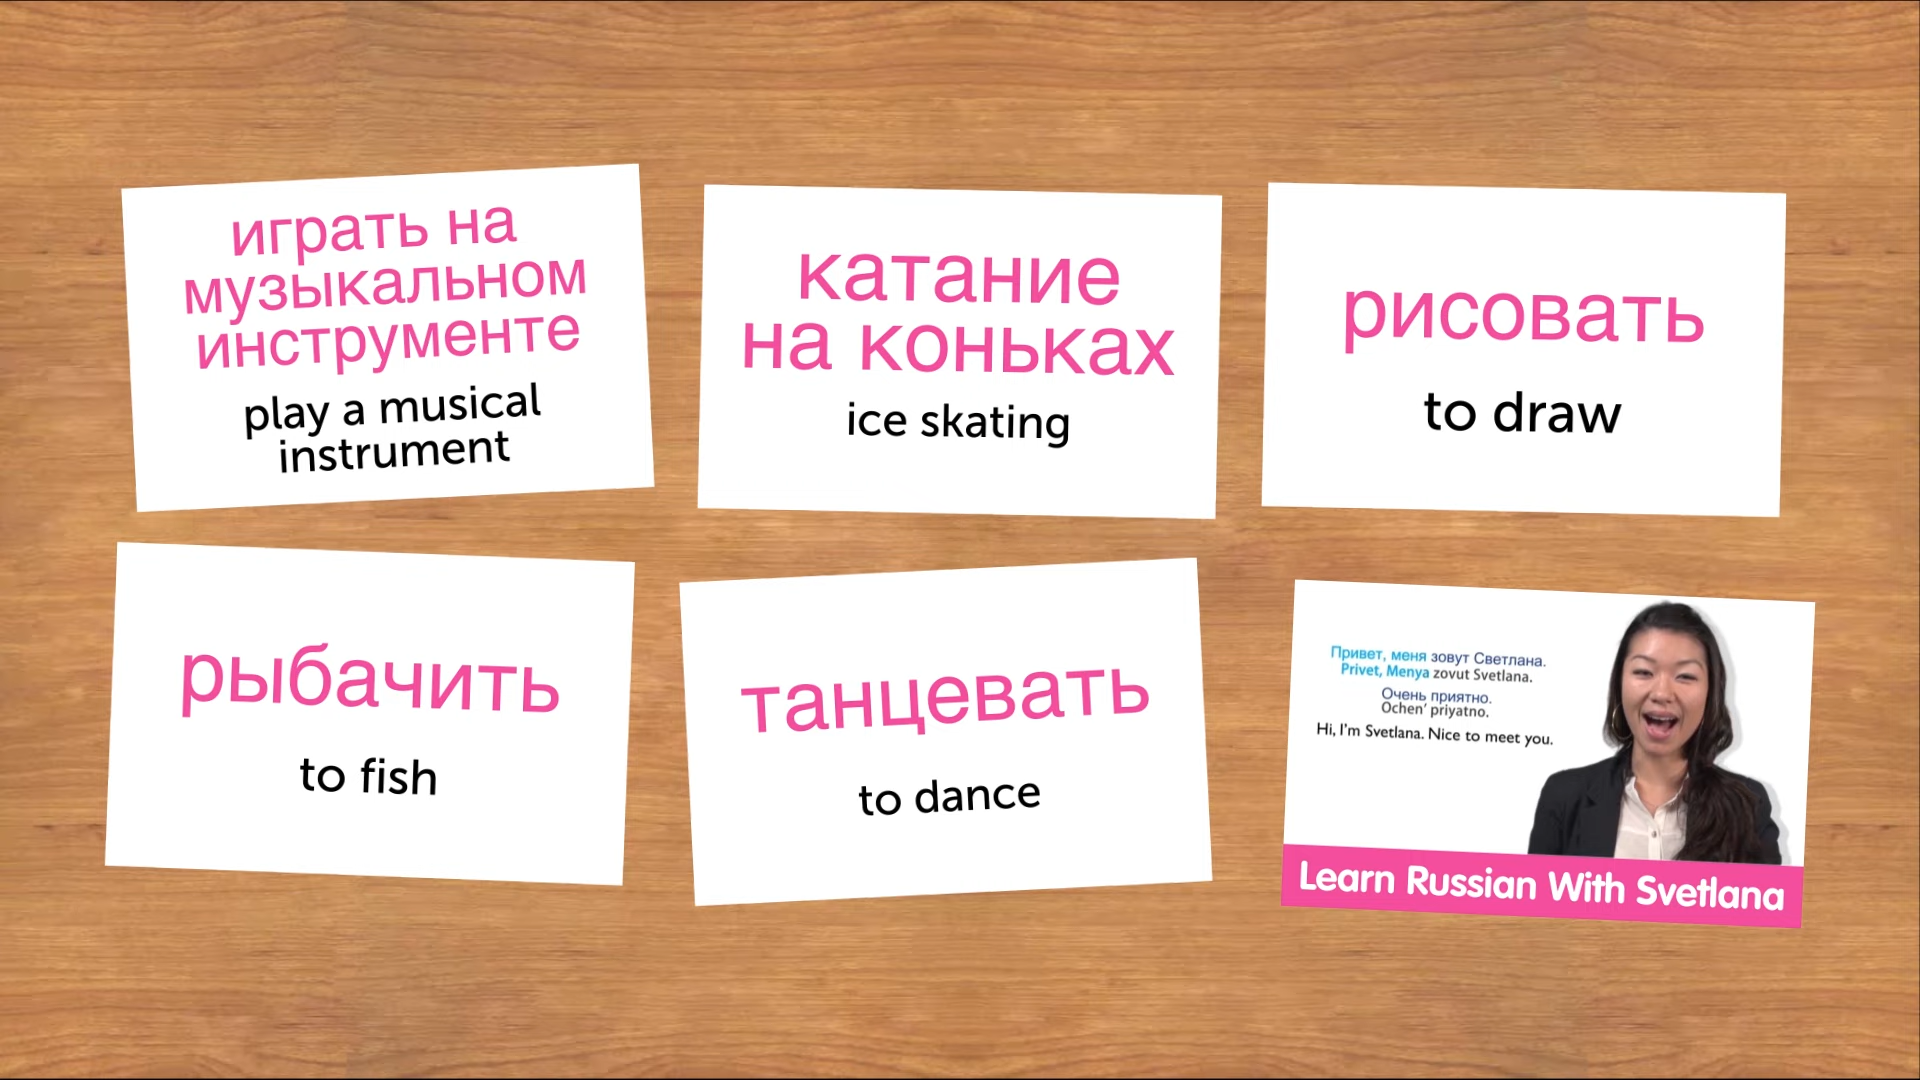 играть на
музыкальном
инструменте
play a musical
instrument
катание
на коньках
ice skating
рисовать
to draw
рыбачить
to fish
танцевать
to dance
Привет, меня зовут Светлана.
Privet, Menya zovut Svetlana.
Очень приятно.
Ochen' priyatno.
Hi, I'm Svetlana. Nice to meet you.
Learn Russian With Svetlana